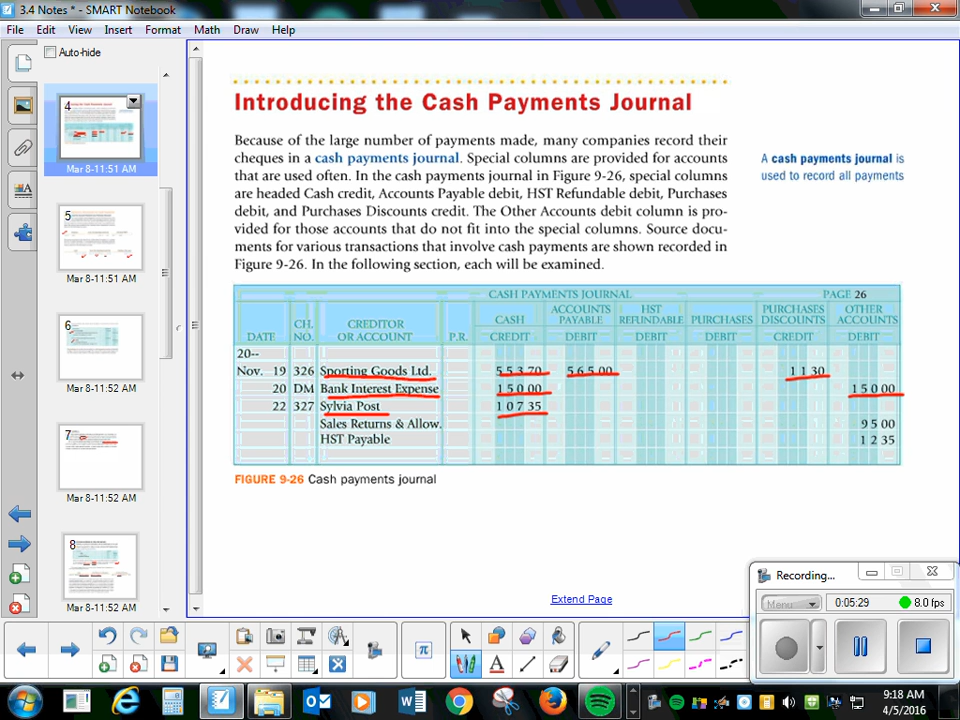 3.4 Notes * - SMART Notebook
File Edit View Insert Format Math Draw Help
Auto-hide
4
Mar 8-11:51 AM
5
Mar 8-11:51 AM
6
Mar 8-11:52 AM
7
Mar 8-11:52 AM
8
Mar 8-11:52 AM
Introducing the Cash Payments Journal
Because of the large number of payments made, many companies record their
cheques in a cash payments journal. Special columns are provided for accounts
that are used often. In the cash payments journal in Figure 9-26, special columns
are headed Cash credit, Accounts Payable debit, HST Refundable debit, Purchases
debit, and Purchases Discounts credit. The Other Accounts debit column is pro-
vided for those accounts that do not fit into the special columns. Source docu-
ments for various transactions that involve cash payments are shown recorded in
Figure 9-26. In the following section, each will be examined.
A cash payments journal is
used to record all payments
CASH PAYMENTS JOURNAL PAGE 26
DATE CH. NO. CREDITOR OR ACCOUNT P.R. CASH CREDIT ACCOUNTS PAYABLE DEBIT HST REFUNDABLE DEBIT PURCHASES DEBIT PURCHASES DISCOUNTS CREDIT OTHER ACCOUNTS DEBIT
20--
Nov. 19 326 Sporting Goods Ltd. 553 70 565 00 11 30
20 DM Bank Interest Expense 150 00 150 00
22 327 Sylvia Post 107 35
Sales Returns & Allow. 95 00
HST Payable 12 35
FIGURE 9-26 Cash payments journal
Extend Page
Recording...
Menu 0:05:29 8.0 fps
π
A
9:18 AM
4/5/2016